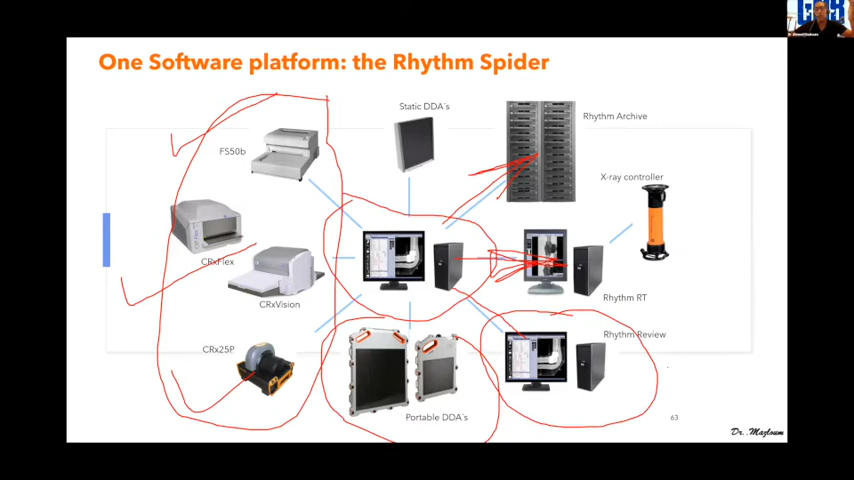 One Software platform: the Rhythm Spider
Static DDA's
Rhythm Archive
FS50b
X-ray controller
CRxFlex
CRxVision
Rhythm RT
Rhythm Review
CRx25P
Portable DDA's
63
Dr. Mazloum